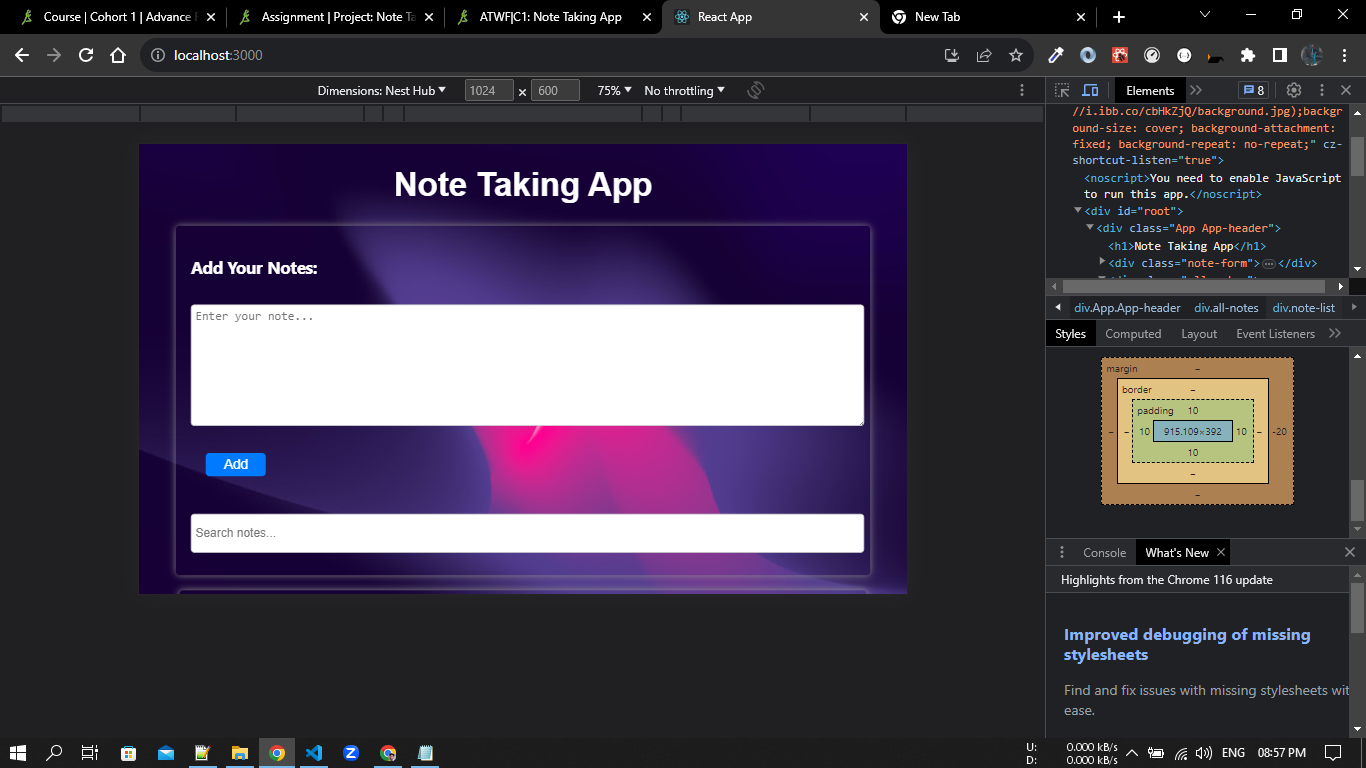 Course | Cohort 1 | Advance
Assignment | Project: Note Ta
ATWF|C1: Note Taking App
React App
New Tab
localhost:3000
Dimensions: Nest Hub
1024
×
600
75%
No throttling
Elements
8
//i.ibb.co/cbHkZjQ/background.jpg);backgr
ound-size: cover; background-attachment:
fixed; background-repeat: no-repeat;" cz-
shortcut-listen="true">
<noscript>You need to enable JavaScript
to run this app.</noscript>
<div id="root">
<div class="App App-header">
<h1>Note Taking App</h1>
<div class="note-form">…</div>
div.App.App-header
div.all-notes
div.note-list
Styles
Computed
Layout
Event Listeners
margin
–
border
–
padding
10
–
–
10
915.109×392
10
–
-20
10
–
–
Console
What's New
Highlights from the Chrome 116 update
Improved debugging of missing
stylesheets
Find and fix issues with missing stylesheets wit
ease.
Note Taking App
Add Your Notes:
Enter your note...
Add
Search notes...
U: 0.000 kB/s
D: 0.000 kB/s
ENG
08:57 PM